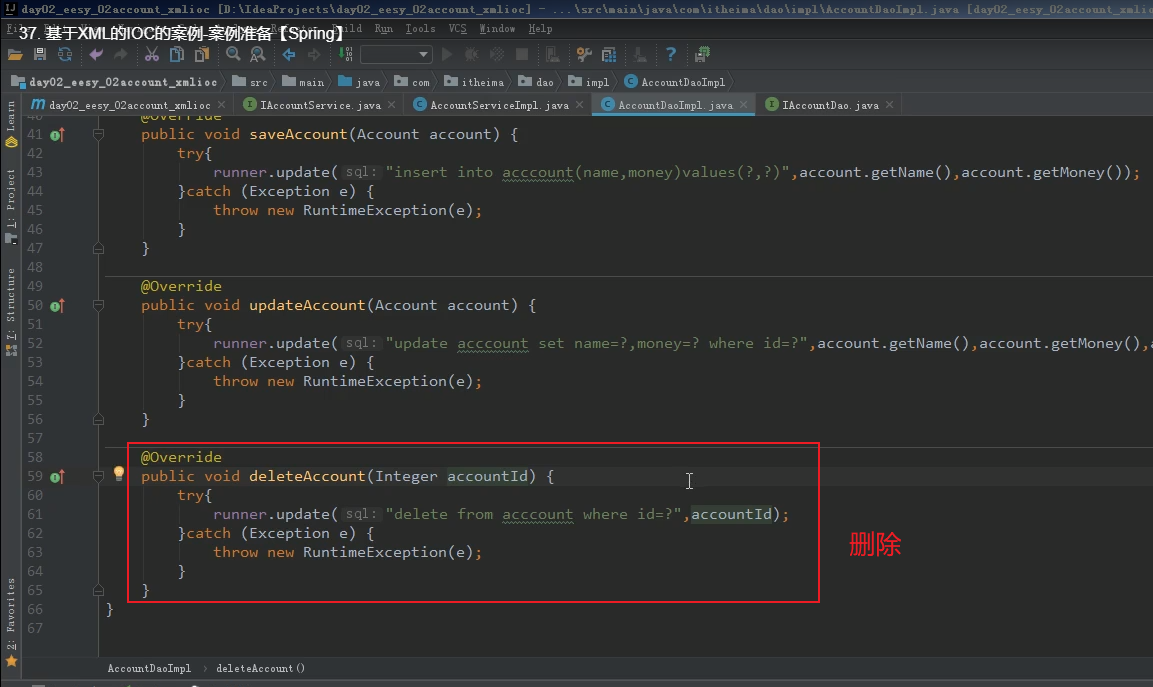 day02_eesy_02account_xmlioc [D:\IdeaProjects\day02_eesy_02account_xmlioc] - ...\src\main\java\com\itheima\dao\impl\AccountDaoImpl.java [day02_eesy_02account_xmlioc
37. 基于XML的IOC的案例-案例准备【Spring】
Run Tools VCS Window Help
day02_eesy_02account_xmlioc src main java com itheima dao impl AccountDaoImpl
day02_eesy_02account_xmlioc IAccountService.java AccountServiceImpl.java AccountDaoImpl.java IAccountDao.java
Learn
1: Project
7: Structure
2: Favorites
40 @Override
41 public void saveAccount(Account account) {
42 try{
43 runner.update( sql: "insert into acccount(name,money)values(?,?)",account.getName(),account.getMoney());
44 }catch (Exception e) {
45 throw new RuntimeException(e);
46 }
47 }
48
49 @Override
50 public void updateAccount(Account account) {
51 try{
52 runner.update( sql: "update acccount set name=?,money=? where id=?",account.getName(),account.getMoney(),
53 }catch (Exception e) {
54 throw new RuntimeException(e);
55 }
56 }
57
58 @Override
59 public void deleteAccount(Integer accountId) {
60 try{
61 runner.update( sql: "delete from acccount where id=?",accountId);
62 }catch (Exception e) {
63 throw new RuntimeException(e);
64 }
65 }
66 }
67
删除
AccountDaoImpl › deleteAccount()